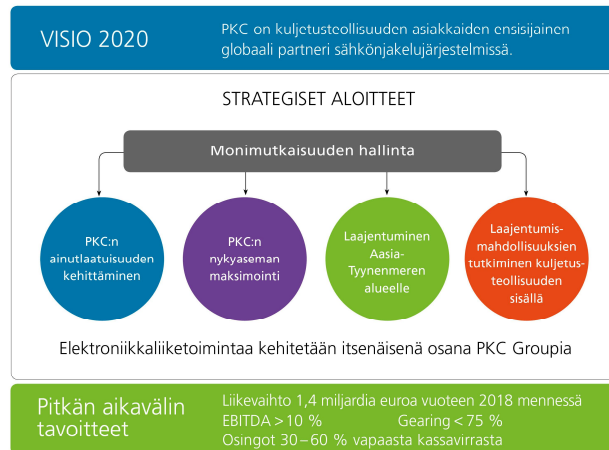 VISIO 2020
PKC on kuljetusteollisuuden asiakkaiden ensisijainen
globaali partneri sähkönjakelujärjestelmissä.
STRATEGISET ALOITTEET
Monimutkaisuuden hallinta
PKC:n
ainutlaatuisuuden
kehittäminen
PKC:n
nykyaseman
maksimointi
Laajentuminen
Aasia-
Tyynenmeren
alueelle
Laajentumis-
mahdollisuuksien
tutkiminen kuljetus-
teollisuuden
sisällä
Elektroniikkaliiketoimintaa kehitetään itsenäisenä osana PKC Groupia
Pitkän aikavälin
tavoitteet
Liikevaihto 1,4 miljardia euroa vuoteen 2018 mennessä
EBITDA > 10 % Gearing < 75 %
Osingot 30–60 % vapaasta kassavirrasta